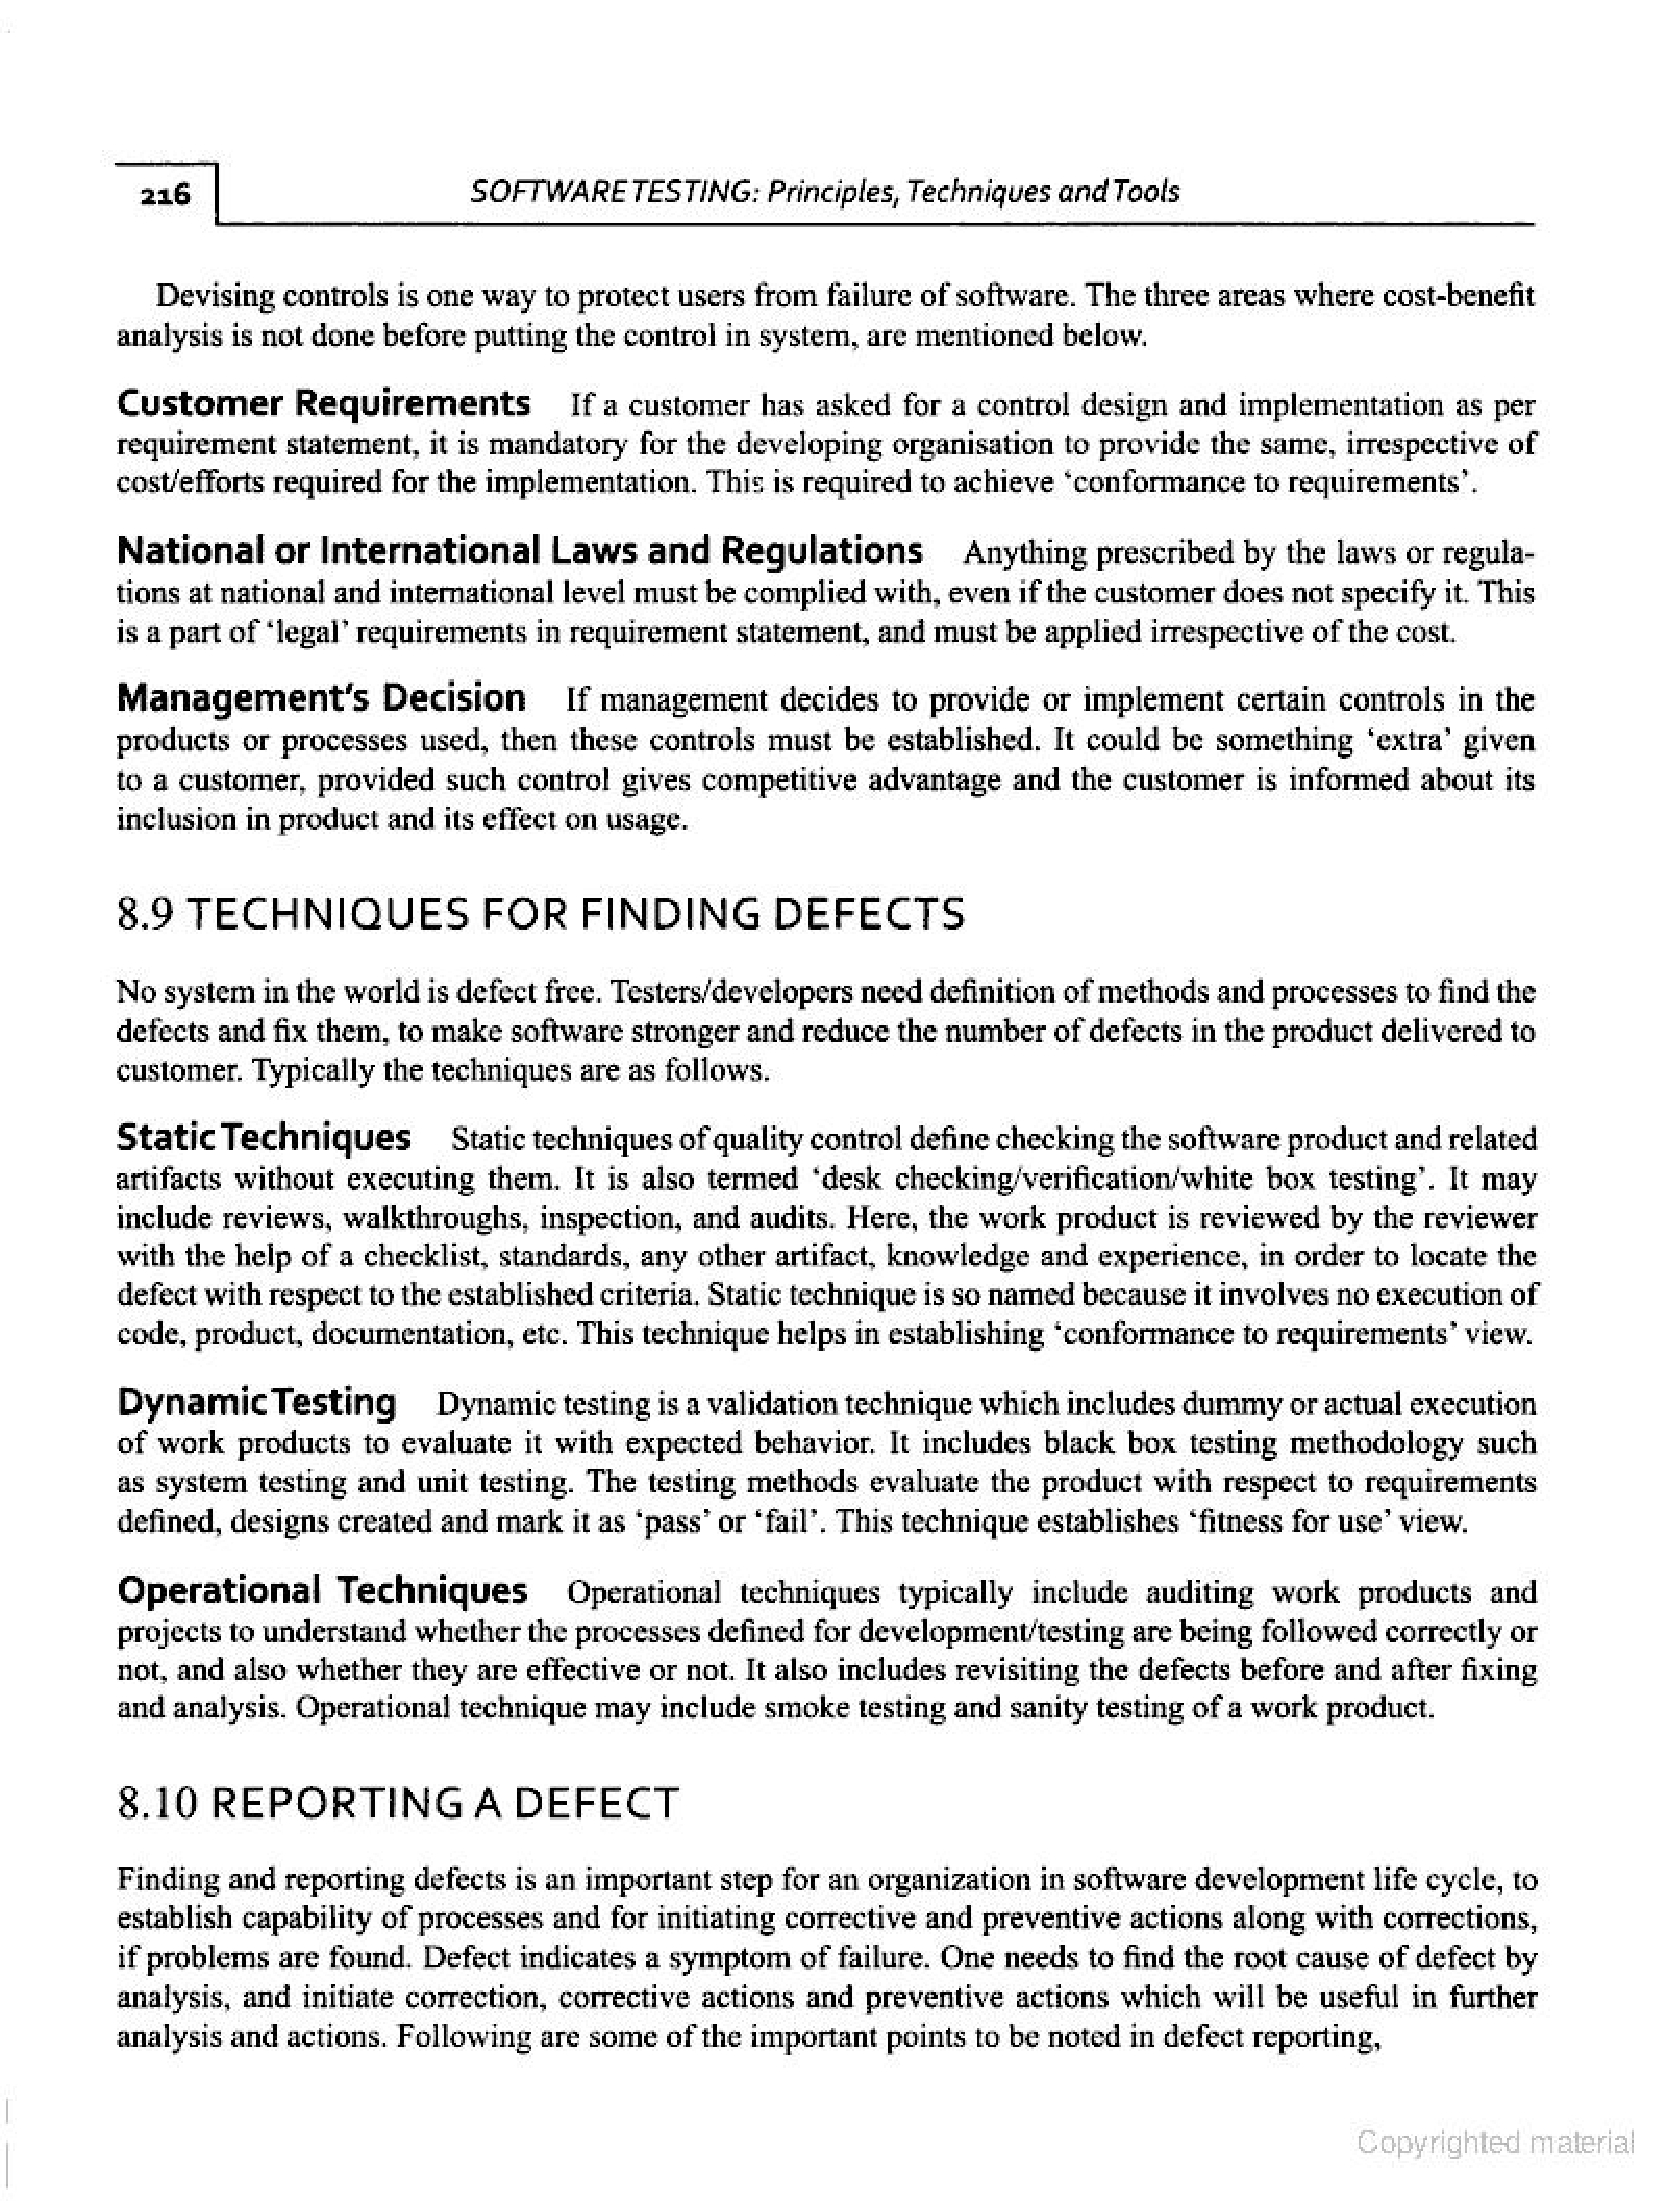 216
SOFTWARE TESTING: Principles, Techniques and Tools
Devising controls is one way to protect users from failure of software. The three areas where cost-benefit
analysis is not done before putting the control in system, are mentioned below.
Customer Requirements If a customer has asked for a control design and implementation as per
requirement statement, it is mandatory for the developing organisation to provide the same, irrespective of
cost/efforts required for the implementation. This is required to achieve ‘conformance to requirements’.
National or International Laws and Regulations Anything prescribed by the laws or regula-
tions at national and international level must be complied with, even if the customer does not specify it. This
is a part of ‘legal’ requirements in requirement statement, and must be applied irrespective of the cost.
Management's Decision If management decides to provide or implement certain controls in the
products or processes used, then these controls must be established. It could be something ‘extra’ given
to a customer, provided such control gives competitive advantage and the customer is informed about its
inclusion in product and its effect on usage.
8.9 TECHNIQUES FOR FINDING DEFECTS
No system in the world is defect free. Testers/developers need definition of methods and processes to find the
defects and fix them, to make software stronger and reduce the number of defects in the product delivered to
customer. Typically the techniques are as follows.
Static Techniques Static techniques of quality control define checking the software product and related
artifacts without executing them. It is also termed ‘desk checking/verification/white box testing’. It may
include reviews, walkthroughs, inspection, and audits. Here, the work product is reviewed by the reviewer
with the help of a checklist, standards, any other artifact, knowledge and experience, in order to locate the
defect with respect to the established criteria. Static technique is so named because it involves no execution of
code, product, documentation, etc. This technique helps in establishing ‘conformance to requirements’ view.
Dynamic Testing Dynamic testing is a validation technique which includes dummy or actual execution
of work products to evaluate it with expected behavior. It includes black box testing methodology such
as system testing and unit testing. The testing methods evaluate the product with respect to requirements
defined, designs created and mark it as ‘pass’ or ‘fail’. This technique establishes ‘fitness for use’ view.
Operational Techniques Operational techniques typically include auditing work products and
projects to understand whether the processes defined for development/testing are being followed correctly or
not, and also whether they are effective or not. It also includes revisiting the defects before and after fixing
and analysis. Operational technique may include smoke testing and sanity testing of a work product.
8.10 REPORTING A DEFECT
Finding and reporting defects is an important step for an organization in software development life cycle, to
establish capability of processes and for initiating corrective and preventive actions along with corrections,
if problems are found. Defect indicates a symptom of failure. One needs to find the root cause of defect by
analysis, and initiate correction, corrective actions and preventive actions which will be useful in further
analysis and actions. Following are some of the important points to be noted in defect reporting,
Copyrighted material